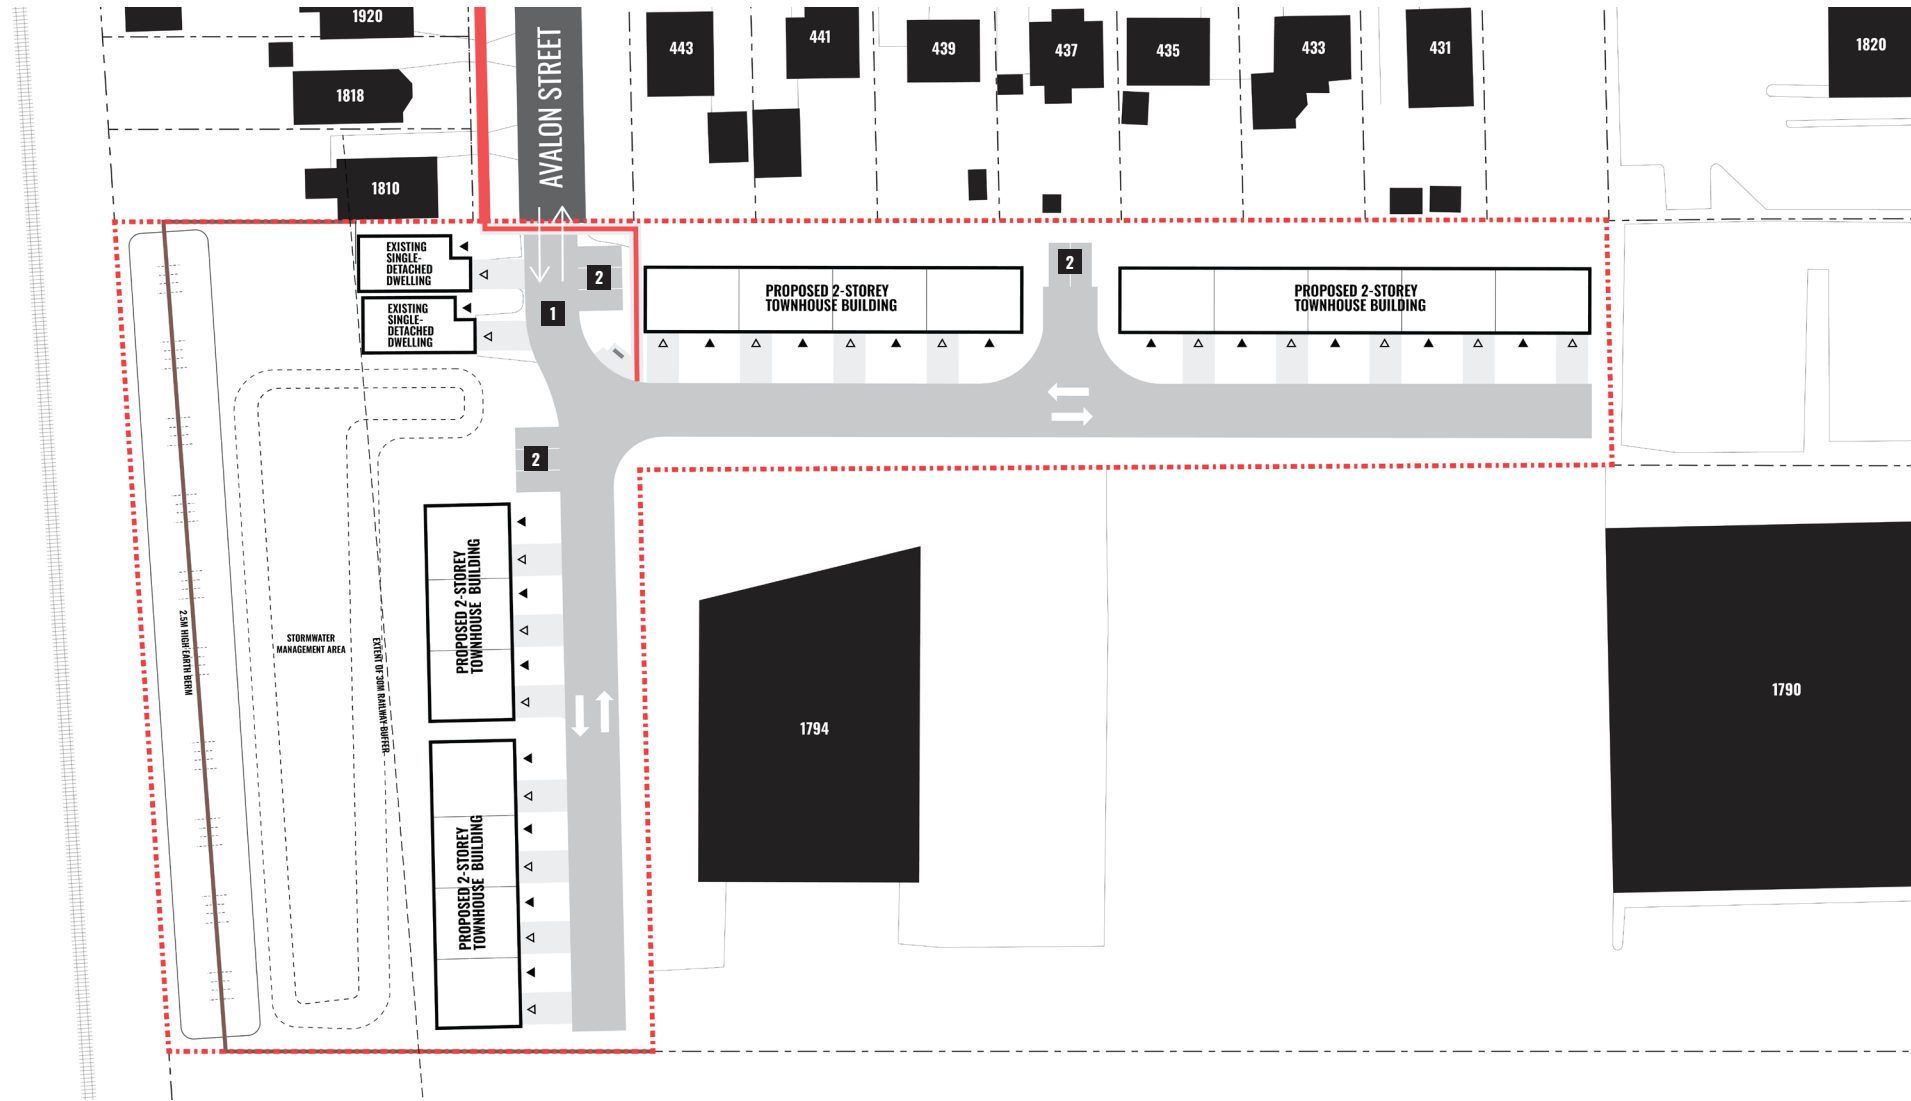 1920
443
441
439
437
435
433
431
1820
1818
AVALON STREET
1810
EXISTING
SINGLE-
DETACHED
DWELLING
2
2
1
EXISTING
SINGLE-
DETACHED
DWELLING
PROPOSED 2-STOREY
TOWNHOUSE BUILDING
PROPOSED 2-STOREY
TOWNHOUSE BUILDING
2
PROPOSED 2-STOREY
TOWNHOUSE BUILDING
2.5M HIGH EARTH BERM
STORMWATER
MANAGEMENT AREA
EXTENT OF 30M RAILWAY BUFFER
1794
1790
PROPOSED 2-STOREY
TOWNHOUSE BUILDING